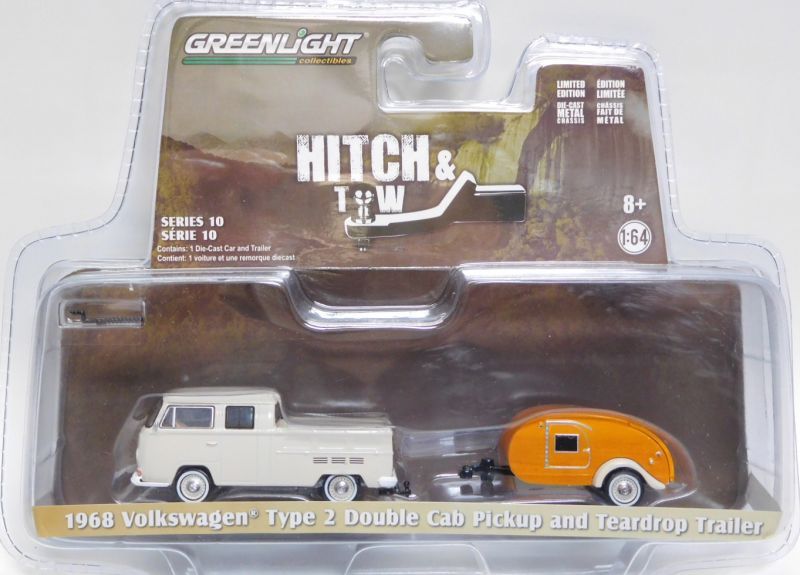 GREENLIGHT
collectibles
LIMITED EDITION
ÉDITION LIMITÉE
DIE-CAST METAL CHASSIS
CHÂSSIS FAIT DE MÉTAL
HITCH &
TOW
SERIES 10
SÉRIE 10
Contains: 1 Die-Cast Car and Trailer
Contient: 1 voiture et une remorque diecast
8+
1:64
1968 Volkswagen® Type 2 Double Cab Pickup and Teardrop Trailer